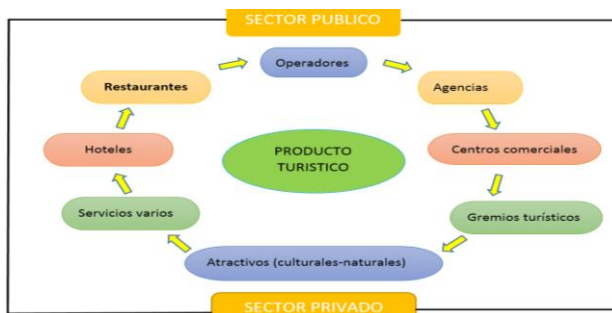 SECTOR PUBLICO
Operadores
Restaurantes
Agencias
Hoteles
PRODUCTO
TURISTICO
Centros comerciales
Servicios varios
Gremios turísticos
Atractivos (culturales-naturales)
SECTOR PRIVADO